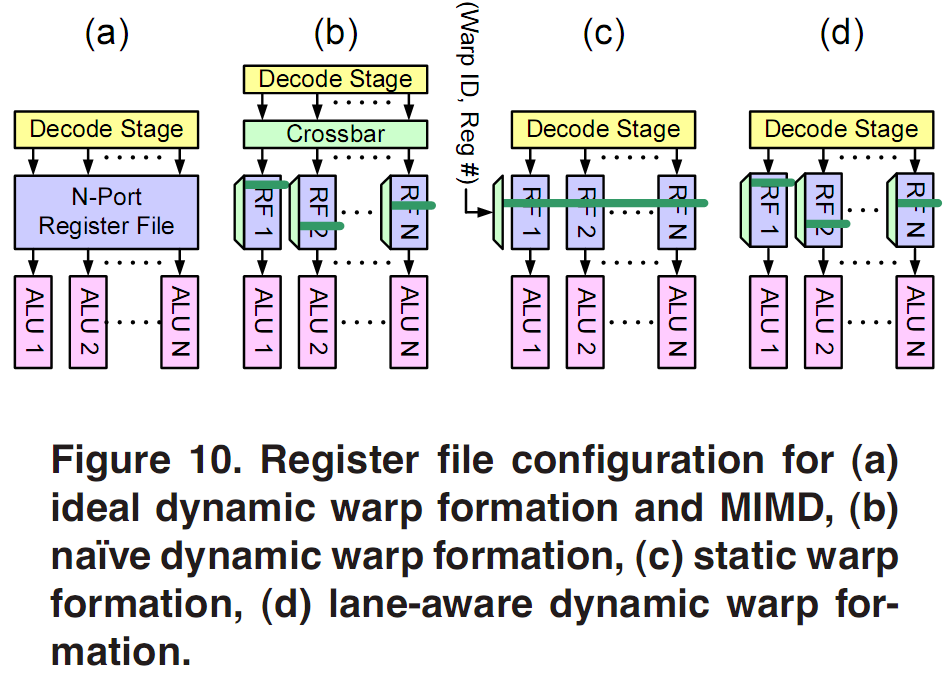 (a)
(b)
(c)
(d)
Decode Stage
N-Port
Register File
ALU 1
ALU 2
ALU N
Decode Stage
Crossbar
RF 1
RF 2
RF N
ALU 1
ALU 2
ALU N
(Warp ID, Reg #)
Decode Stage
RF 1
RF 2
RF N
ALU 1
ALU 2
ALU N
Decode Stage
RF 1
RF 2
RF N
ALU 1
ALU 2
ALU N
Figure 10. Register file configuration for (a)
ideal dynamic warp formation and MIMD, (b)
naïve dynamic warp formation, (c) static warp
formation, (d) lane-aware dynamic warp for-
mation.